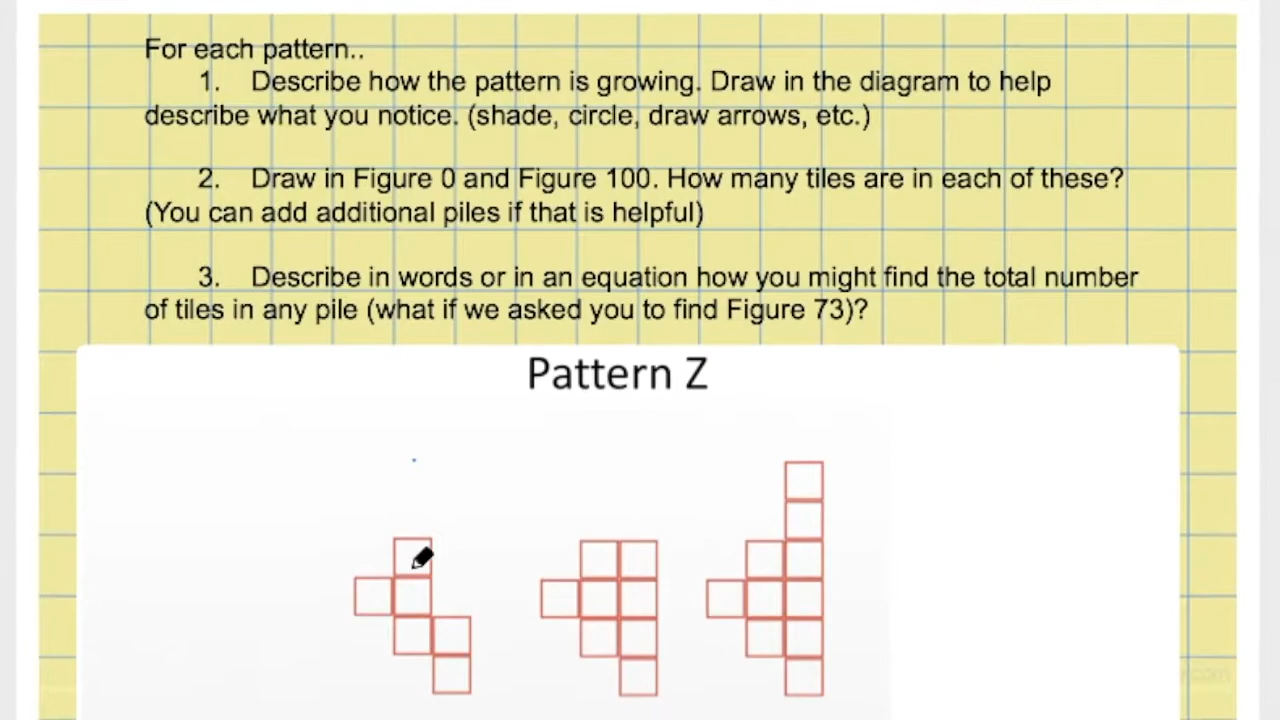 For each pattern..
1. Describe how the pattern is growing. Draw in the diagram to help
describe what you notice. (shade, circle, draw arrows, etc.)
2. Draw in Figure 0 and Figure 100. How many tiles are in each of these?
(You can add additional piles if that is helpful)
3. Describe in words or in an equation how you might find the total number
of tiles in any pile (what if we asked you to find Figure 73)?
Pattern Z